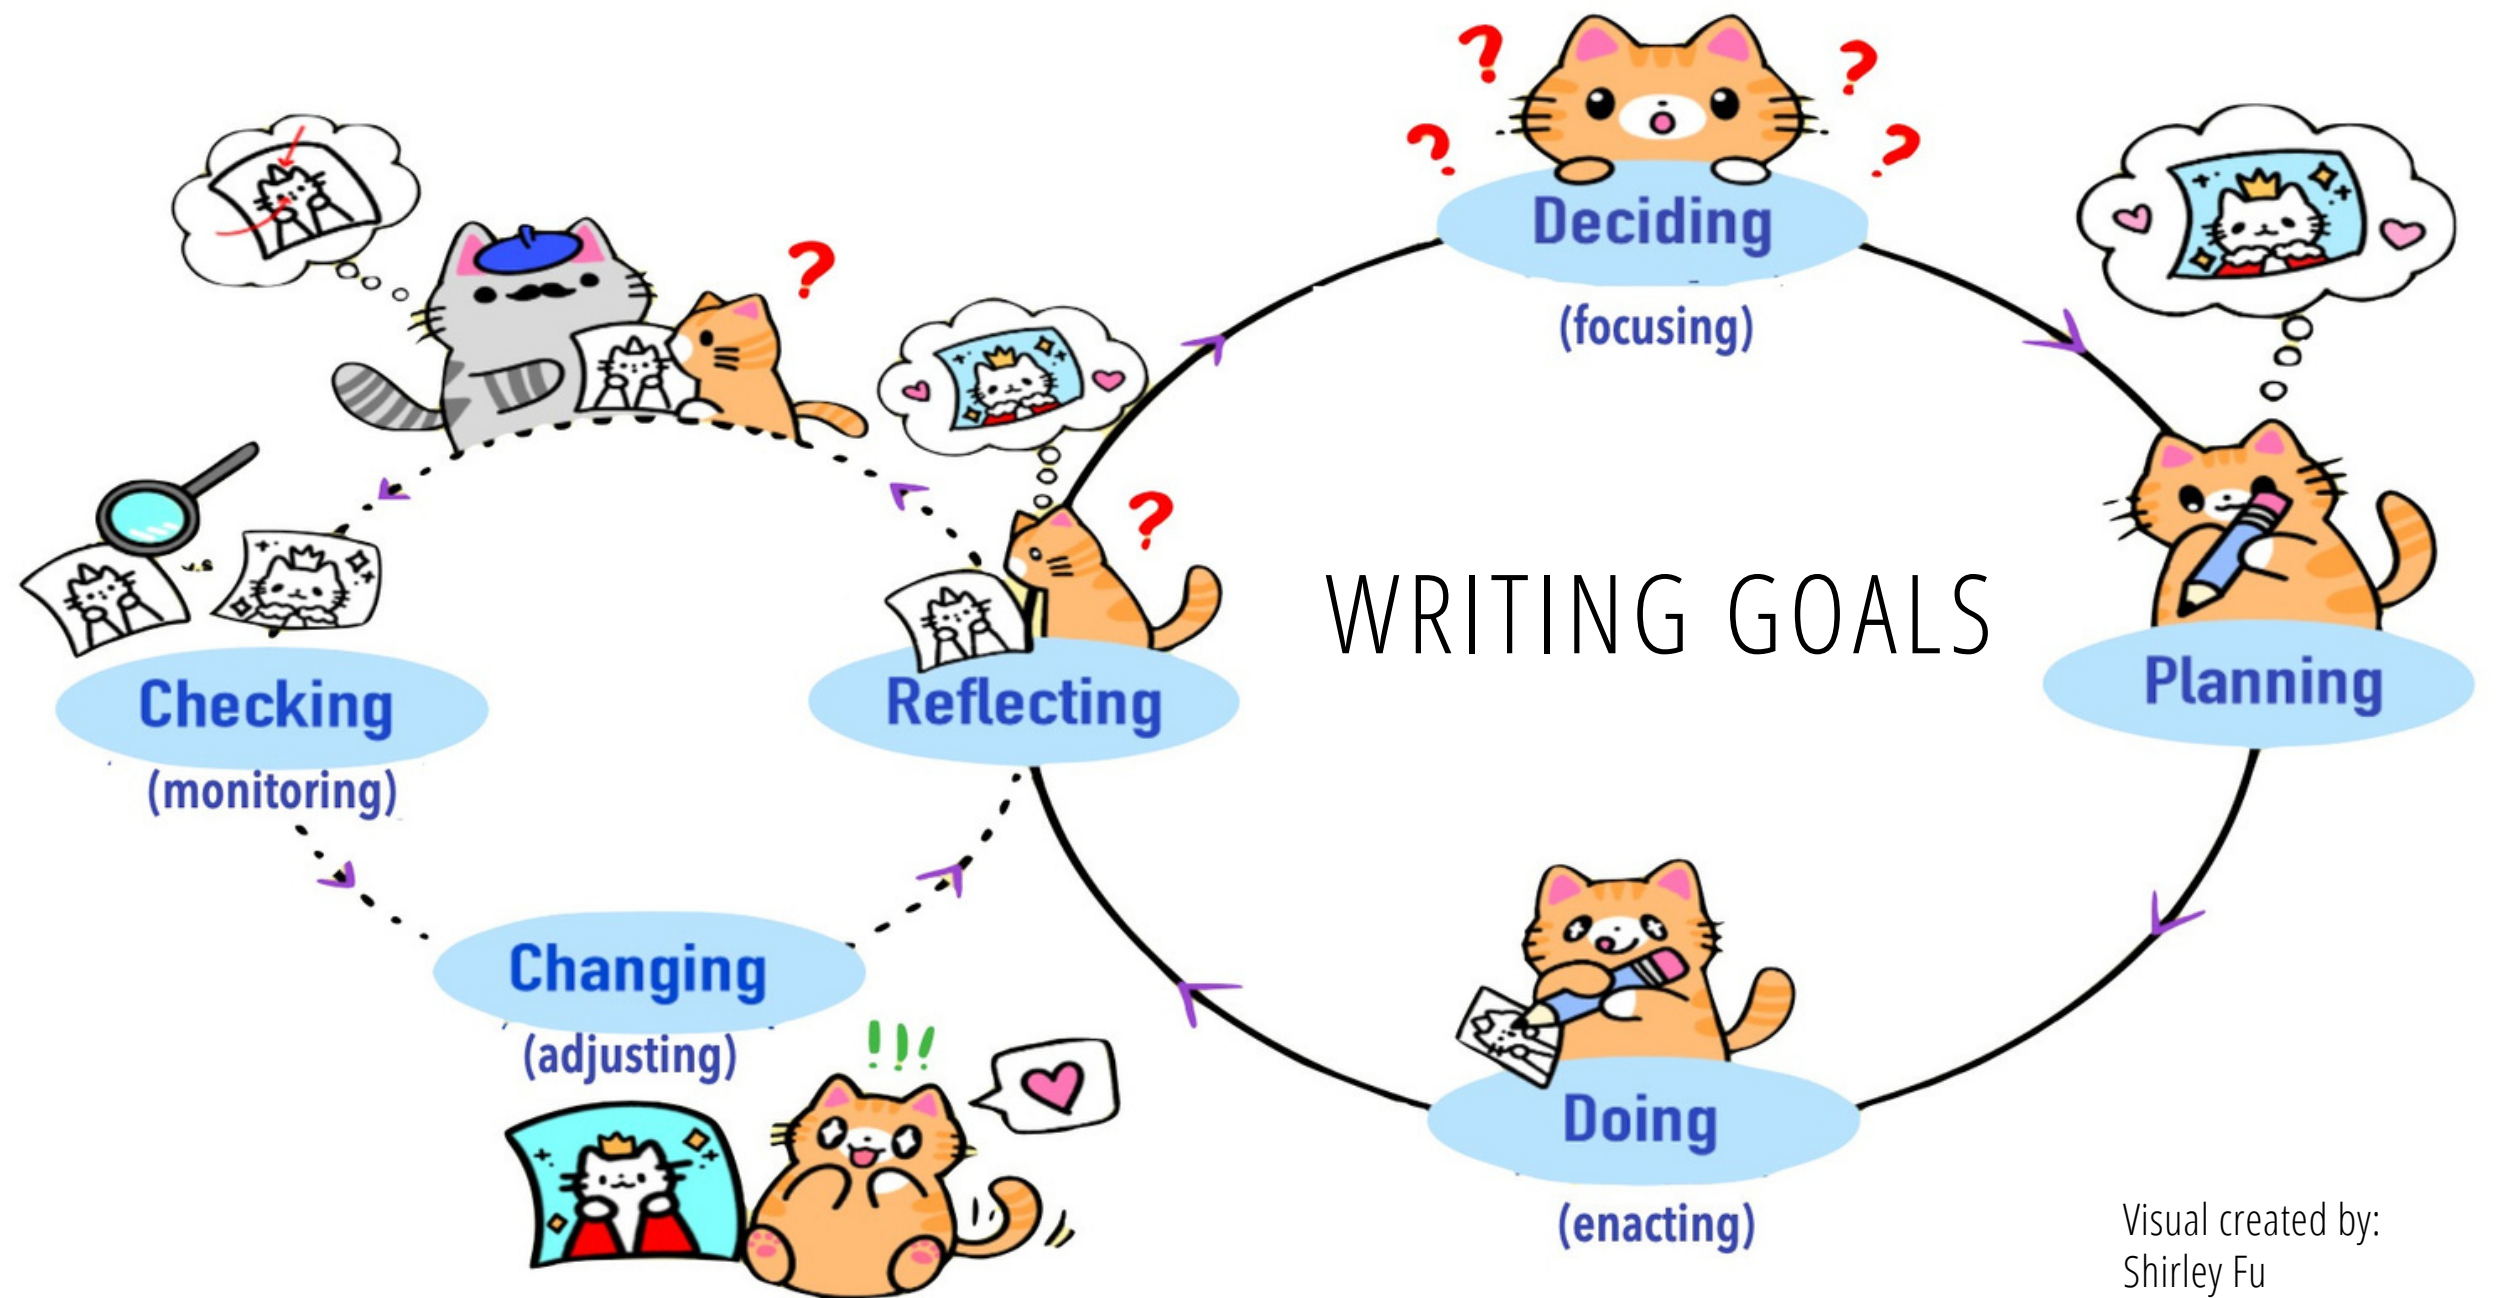 Deciding
(focusing)
WRITING GOALS
Planning
v.s
Checking
(monitoring)
Reflecting
Changing
(adjusting)
Doing
(enacting)
Visual created by:
Shirley Fu